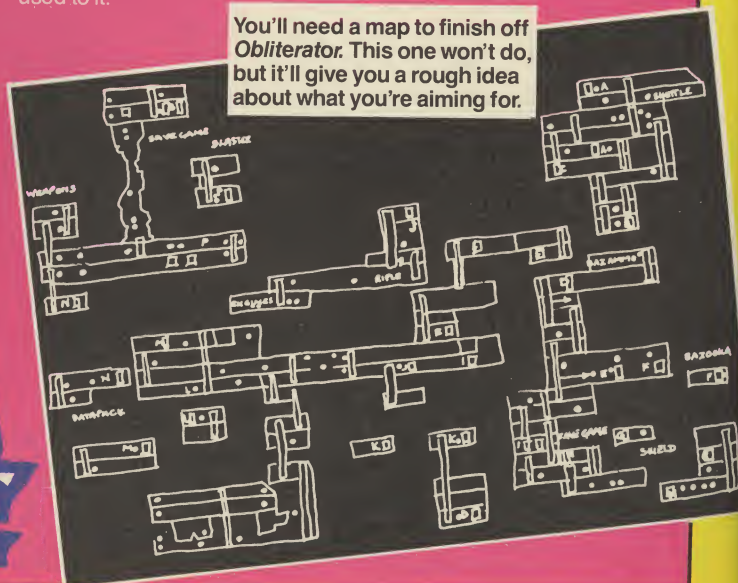 used to it.
You'll need a map to finish off
Obliterator. This one won't do,
but it'll give you a rough idea
about what you're aiming for.
SAVE GAME
BLASTER
WEAPONS
SHUTTLE
A
A
P
N
RIFLE
ENGINES
BAZ AMMO
N
DATAPACK
M
L
F
BAZOOKA
F
SAVE GAME
SHIELD
M
K
K